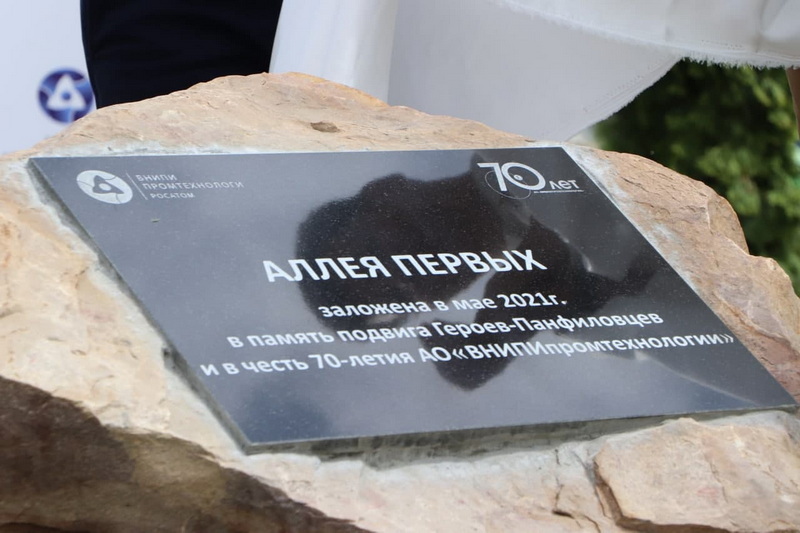 ВНИПИ
ПРОМТЕХНОЛОГИИ
РОСАТОМ
70 лет
АЛЛЕЯ ПЕРВЫХ
заложена в мае 2021г.
в память подвига Героев-Панфиловцев
и в честь 70-летия АО«ВНИПИпромтехнологии»